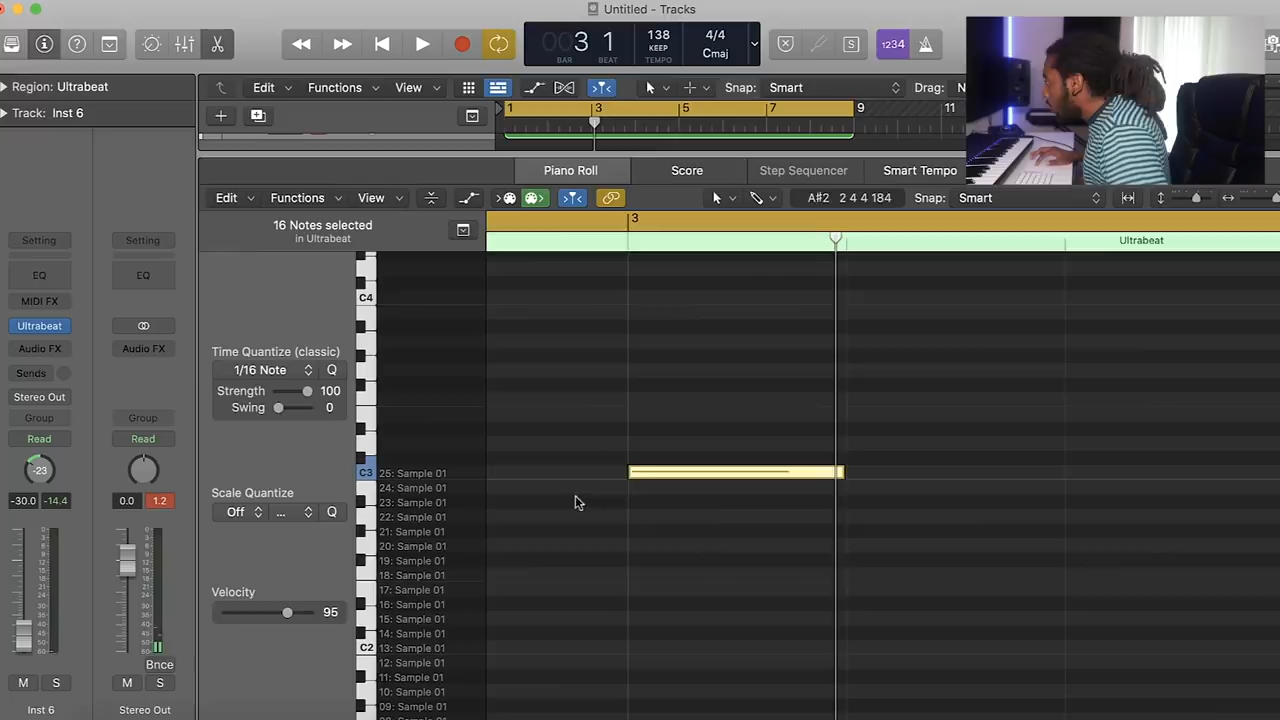 Untitled - Tracks
003 1
BAR BEAT
138
KEEP
TEMPO
4/4
Cmaj
S
1234
Region: Ultrabeat
Edit Functions View
Snap: Smart
Drag: N
Track: Inst 6
1 3 5 7 9 11
Piano Roll Score Step Sequencer Smart Tempo
Edit Functions View
A#2 2 4 4 184
Snap: Smart
16 Notes selected
in Ultrabeat
3
Ultrabeat
Setting Setting
EQ EQ
MIDI FX
Ultrabeat
Audio FX Audio FX
Sends
Stereo Out
Group Group
Read Read
-23
-30.0 -14.4 0.0 1.2
Bnce
M S M S
Inst 6 Stereo Out
Time Quantize (classic)
1/16 Note Q
Strength 100
Swing 0
Scale Quantize
Off ... Q
Velocity
95
C4
C3
C2
25: Sample 01
24: Sample 01
23: Sample 01
22: Sample 01
21: Sample 01
20: Sample 01
19: Sample 01
18: Sample 01
17: Sample 01
16: Sample 01
15: Sample 01
14: Sample 01
13: Sample 01
12: Sample 01
11: Sample 01
10: Sample 01
09: Sample 01